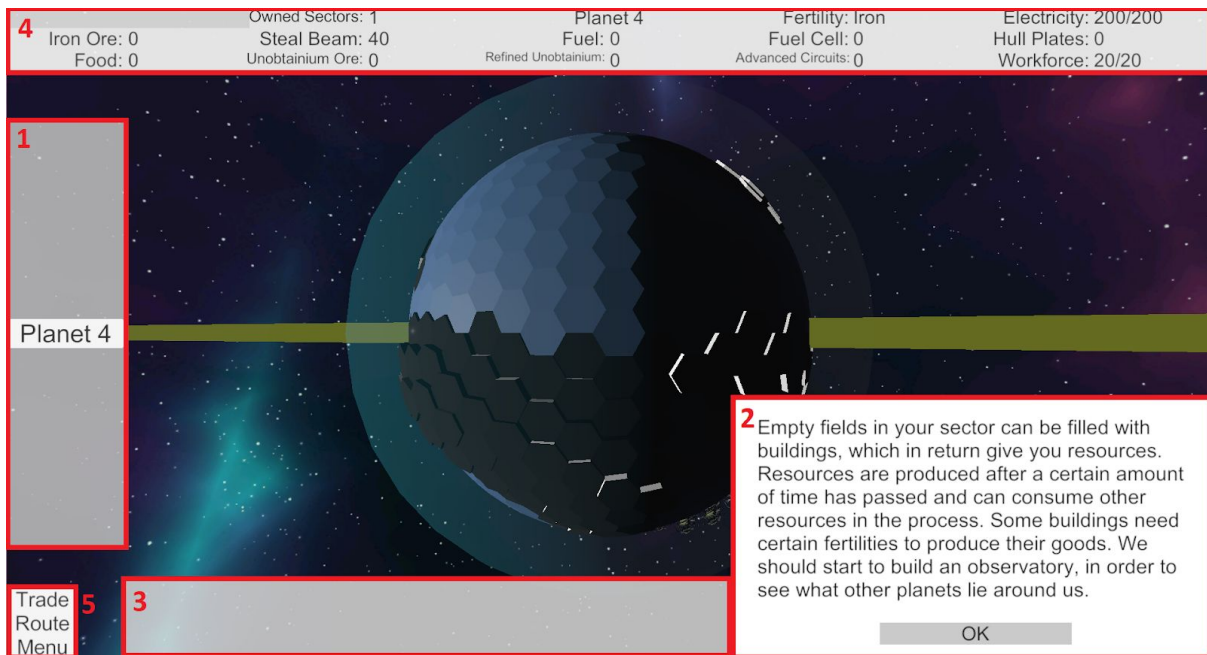 4
Owned Sectors: 1 Planet 4 Fertility: Iron Electricity: 200/200
Iron Ore: 0 Steal Beam: 40 Fuel: 0 Fuel Cell: 0 Hull Plates: 0
Food: 0 Unobtainium Ore: 0 Refined Unobtainium: 0 Advanced Circuits: 0 Workforce: 20/20
1
Planet 4
2
Empty fields in your sector can be filled with
buildings, which in return give you resources.
Resources are produced after a certain amount
of time has passed and can consume other
resources in the process. Some buildings need
certain fertilities to produce their goods. We
should start to build an observatory, in order to
see what other planets lie around us.
OK
3
5
Trade
Route
Menu